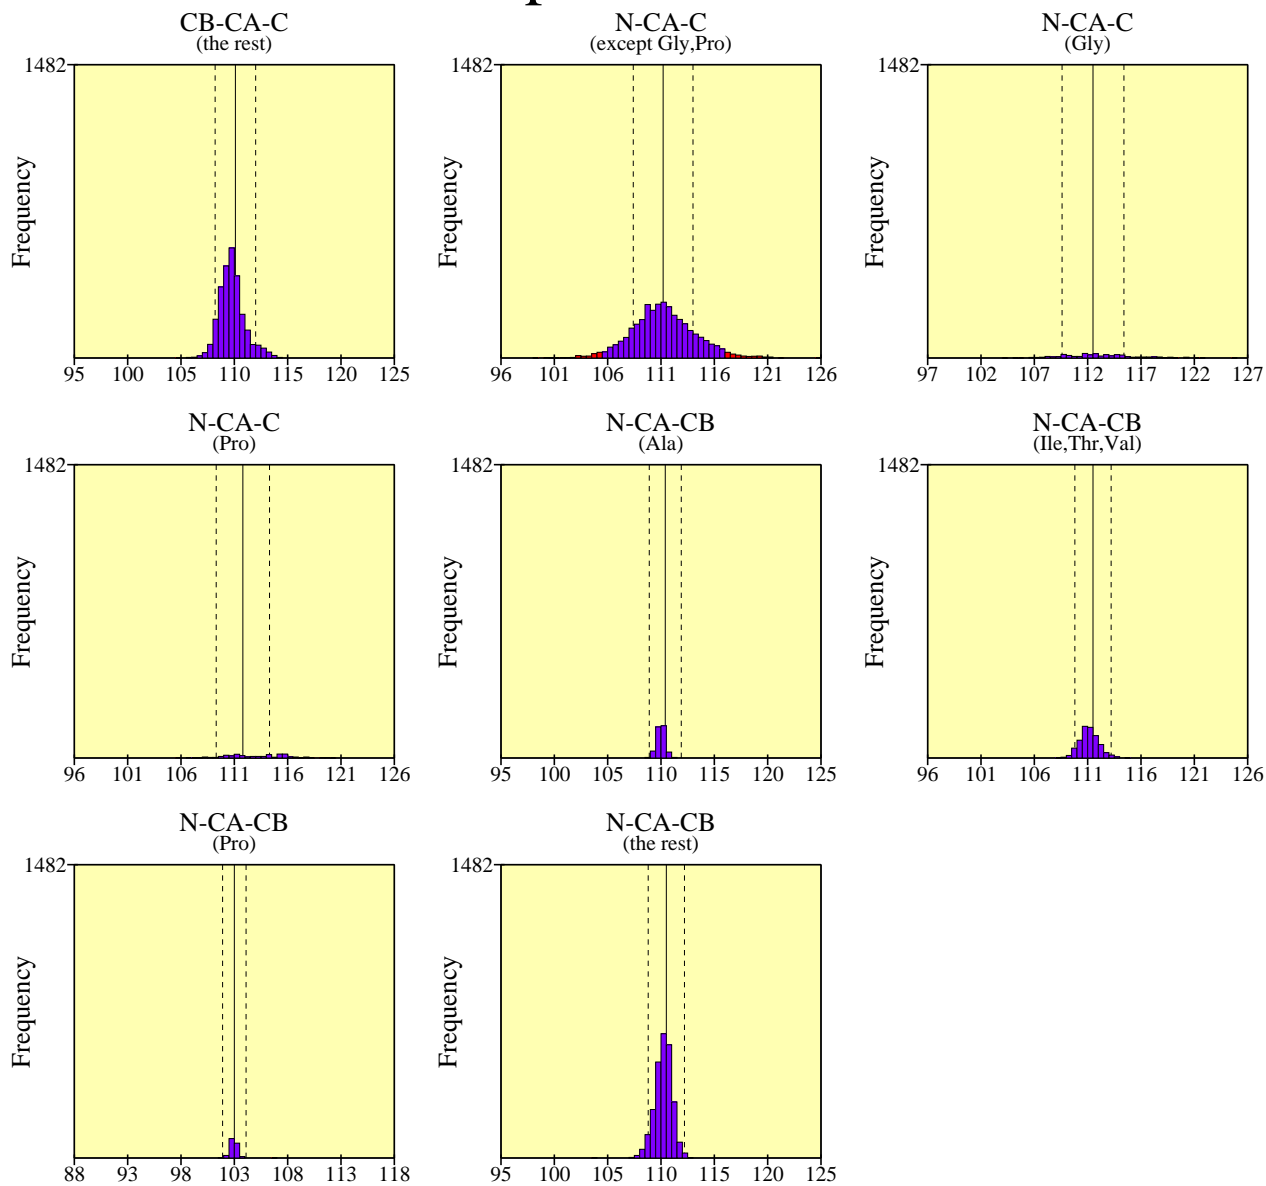 CB-CA-C
(the rest)
1482
Frequency
95 100 105 110 115 120 125
N-CA-C
(except Gly,Pro)
1482
Frequency
96 101 106 111 116 121 126
N-CA-C
(Gly)
1482
Frequency
97 102 107 112 117 122 127
N-CA-C
(Pro)
1482
Frequency
96 101 106 111 116 121 126
N-CA-CB
(Ala)
1482
Frequency
95 100 105 110 115 120 125
N-CA-CB
(Ile,Thr,Val)
1482
Frequency
96 101 106 111 116 121 126
N-CA-CB
(Pro)
1482
Frequency
88 93 98 103 108 113 118
N-CA-CB
(the rest)
1482
Frequency
95 100 105 110 115 120 125